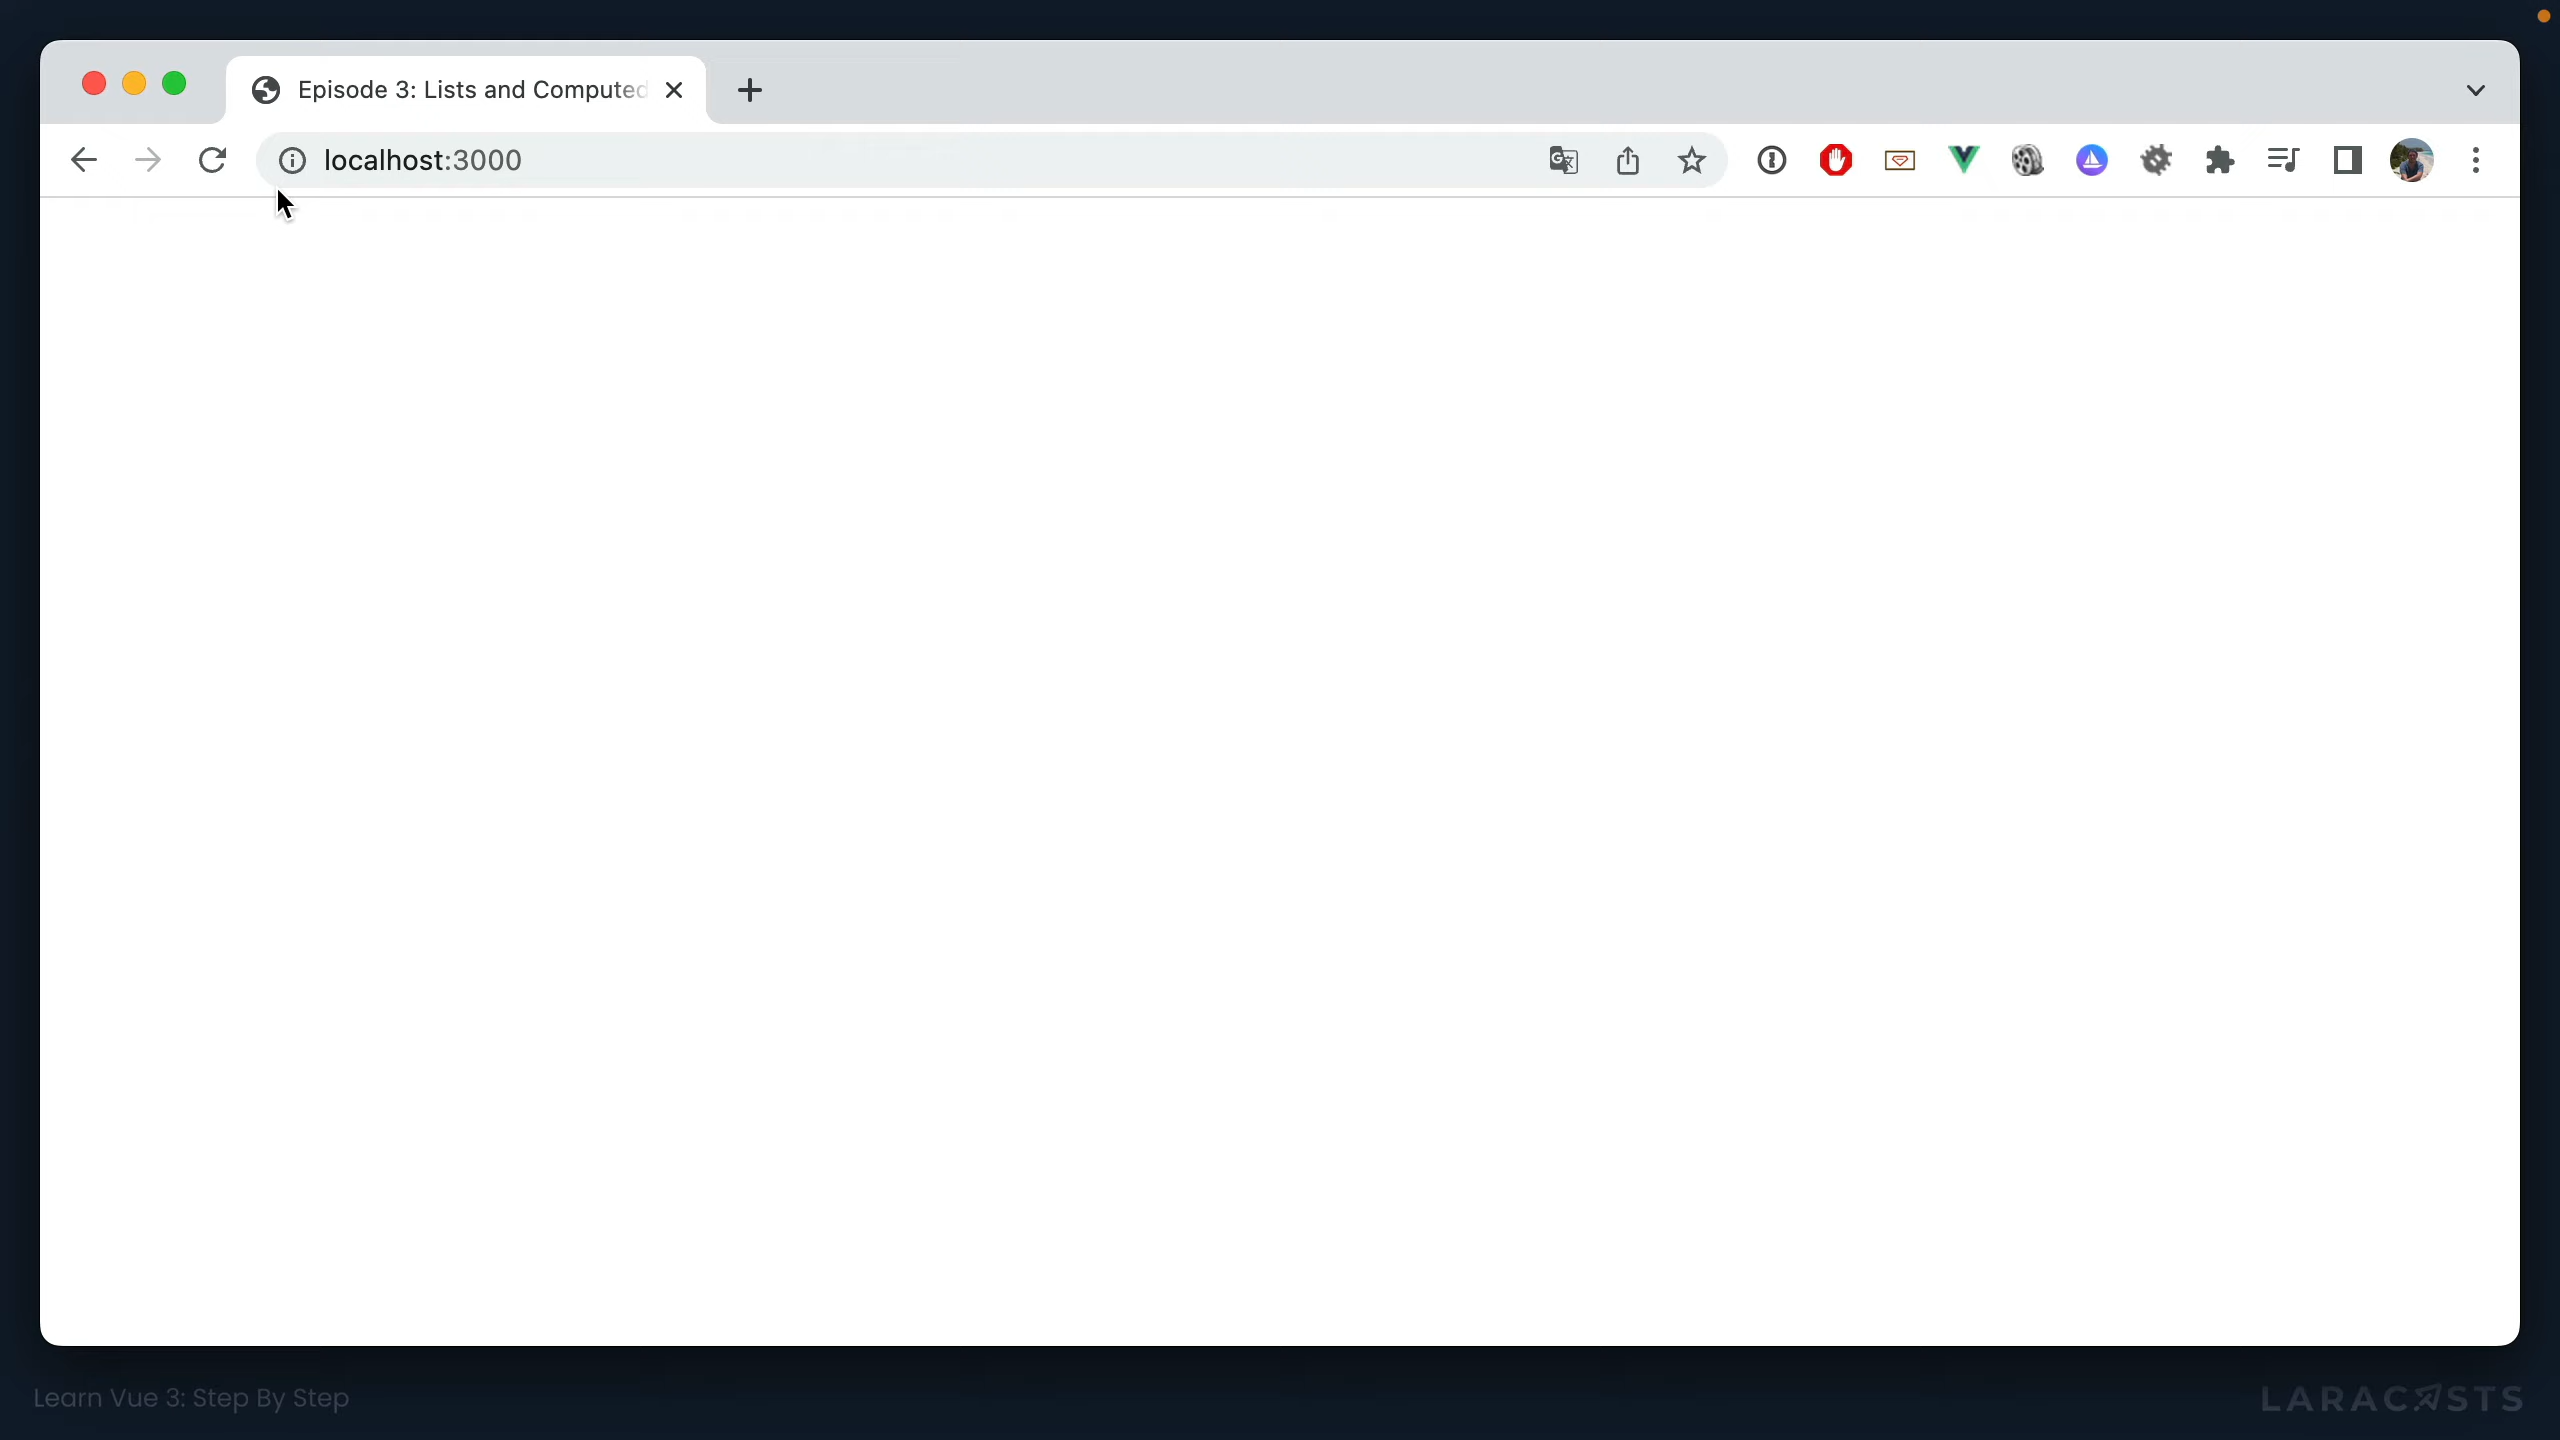 Episode 3: Lists and Computed
localhost:3000
Learn Vue 3: Step By Step
LARACASTS